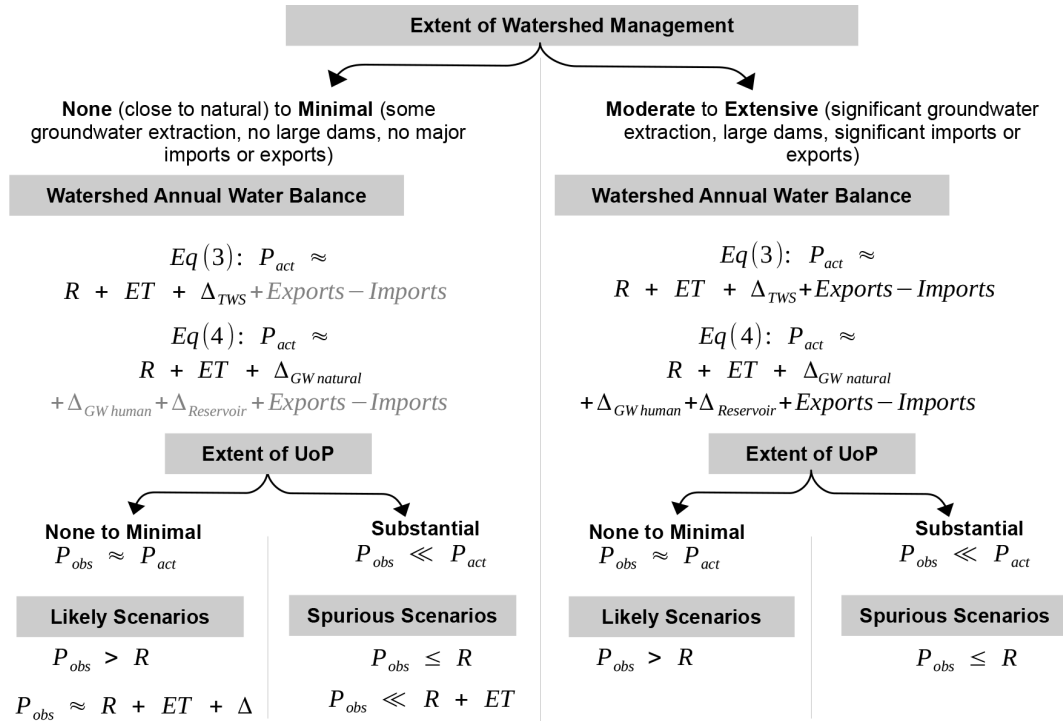 Extent of Watershed Management
None (close to natural) to Minimal (some
groundwater extraction, no large dams, no major
imports or exports)
Watershed Annual Water Balance
Eq(3): P_act ≈
R + ET + Δ_TWS + Exports − Imports
Eq(4): P_act ≈
R + ET + Δ_GW natural
+ Δ_GW human + Δ_Reservoir + Exports − Imports
Extent of UoP
None to Minimal
P_obs ≈ P_act
Likely Scenarios
P_obs > R
P_obs ≈ R + ET + Δ
Substantial
P_obs ≪ P_act
Spurious Scenarios
P_obs ≤ R
P_obs ≪ R + ET
Moderate to Extensive (significant groundwater
extraction, large dams, significant imports or
exports)
Watershed Annual Water Balance
Eq(3): P_act ≈
R + ET + Δ_TWS + Exports − Imports
Eq(4): P_act ≈
R + ET + Δ_GW natural
+ Δ_GW human + Δ_Reservoir + Exports − Imports
Extent of UoP
None to Minimal
P_obs ≈ P_act
Likely Scenarios
P_obs > R
Substantial
P_obs ≪ P_act
Spurious Scenarios
P_obs ≤ R